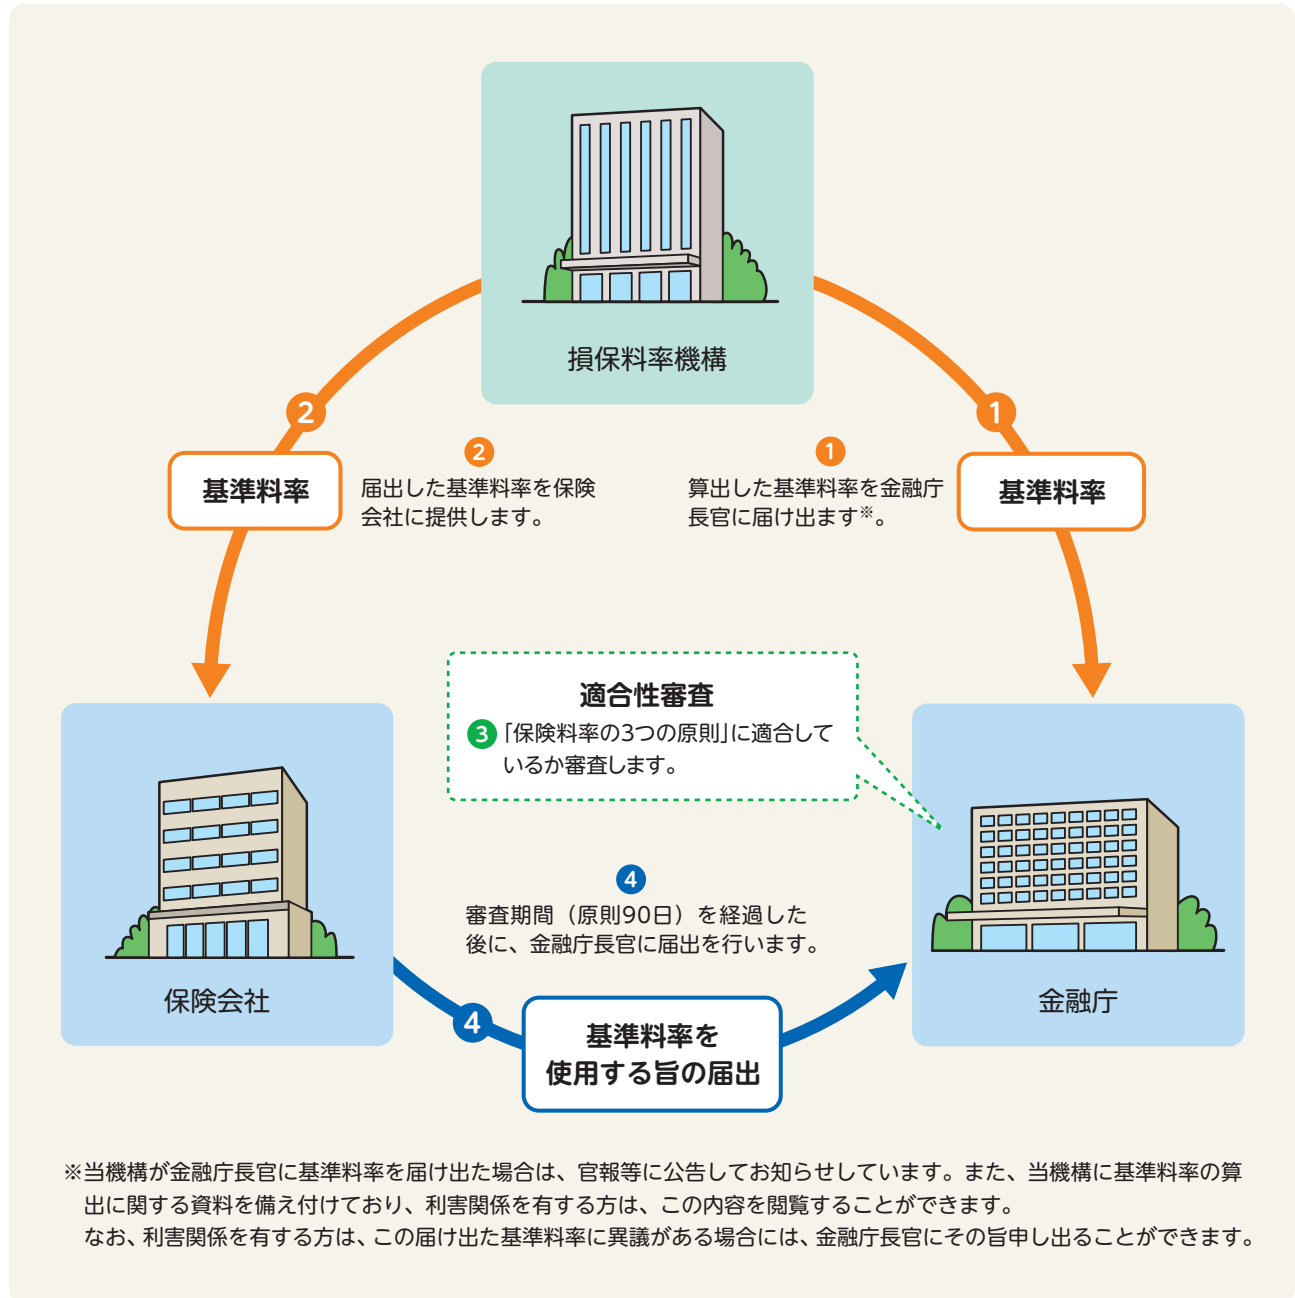 損保料率機構
2
1
基準料率
2
届出した基準料率を保険
会社に提供します。
1
算出した基準料率を金融庁
長官に届け出ます※。
基準料率
適合性審査
3 「保険料率の3つの原則」に適合して
いるか審査します。
4
審査期間（原則90日）を経過した
後に、金融庁長官に届出を行います。
保険会社
金融庁
4
基準料率を
使用する旨の届出
※当機構が金融庁長官に基準料率を届け出た場合は、官報等に公告してお知らせしています。また、当機構に基準料率の算
出に関する資料を備え付けており、利害関係を有する方は、この内容を閲覧することができます。
なお、利害関係を有する方は、この届け出た基準料率に異議がある場合には、金融庁長官にその旨申し出ることができます。